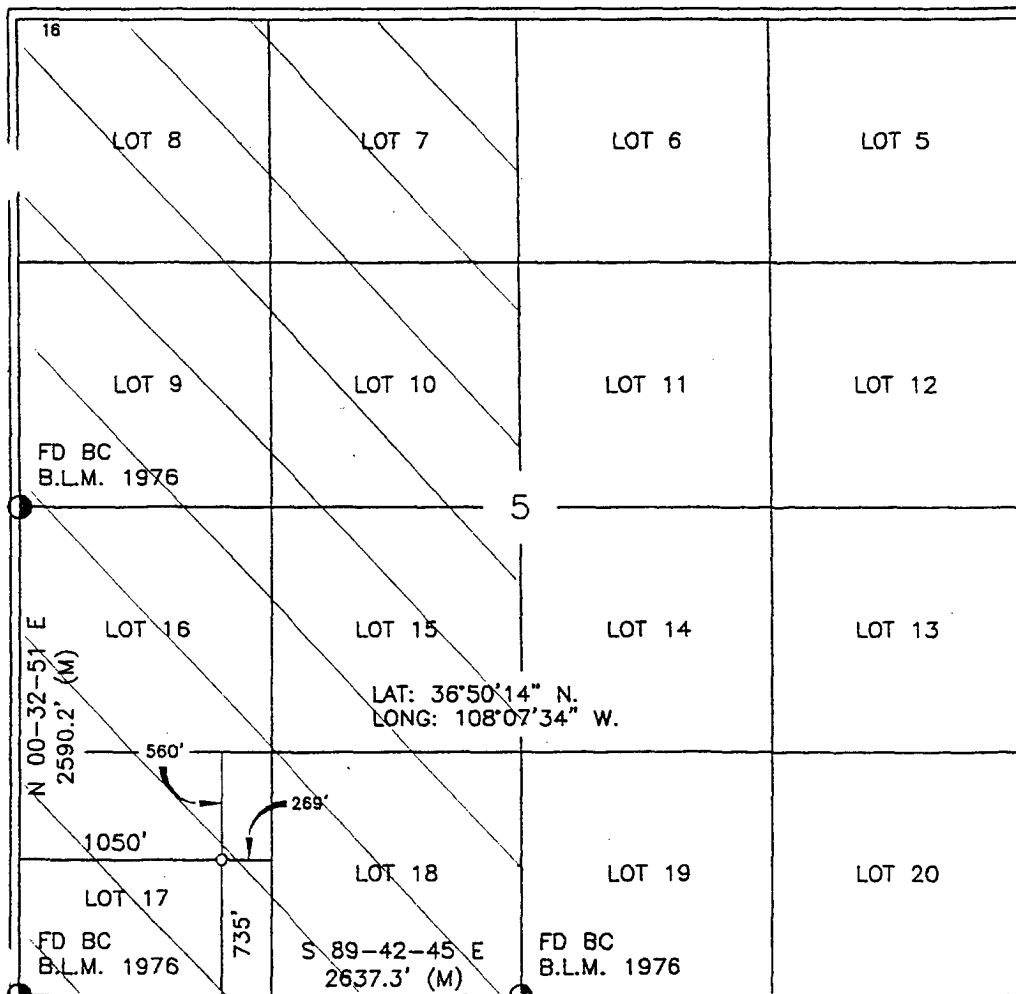 16
LOT 8
LOT 7
LOT 6
LOT 5
LOT 9
LOT 10
LOT 11
LOT 12
FD BC
B.L.M. 1976
5
LOT 16
LOT 15
LOT 14
LOT 13
N 00-32-51 E
2590.2' (M)
LAT: 36°50'14" N.
LONG: 108°07'34" W.
560'
269'
1050'
LOT 17
LOT 18
LOT 19
LOT 20
735'
FD BC
B.L.M. 1976
S 89-42-45 E
2637.3' (M)
FD BC
B.L.M. 1976